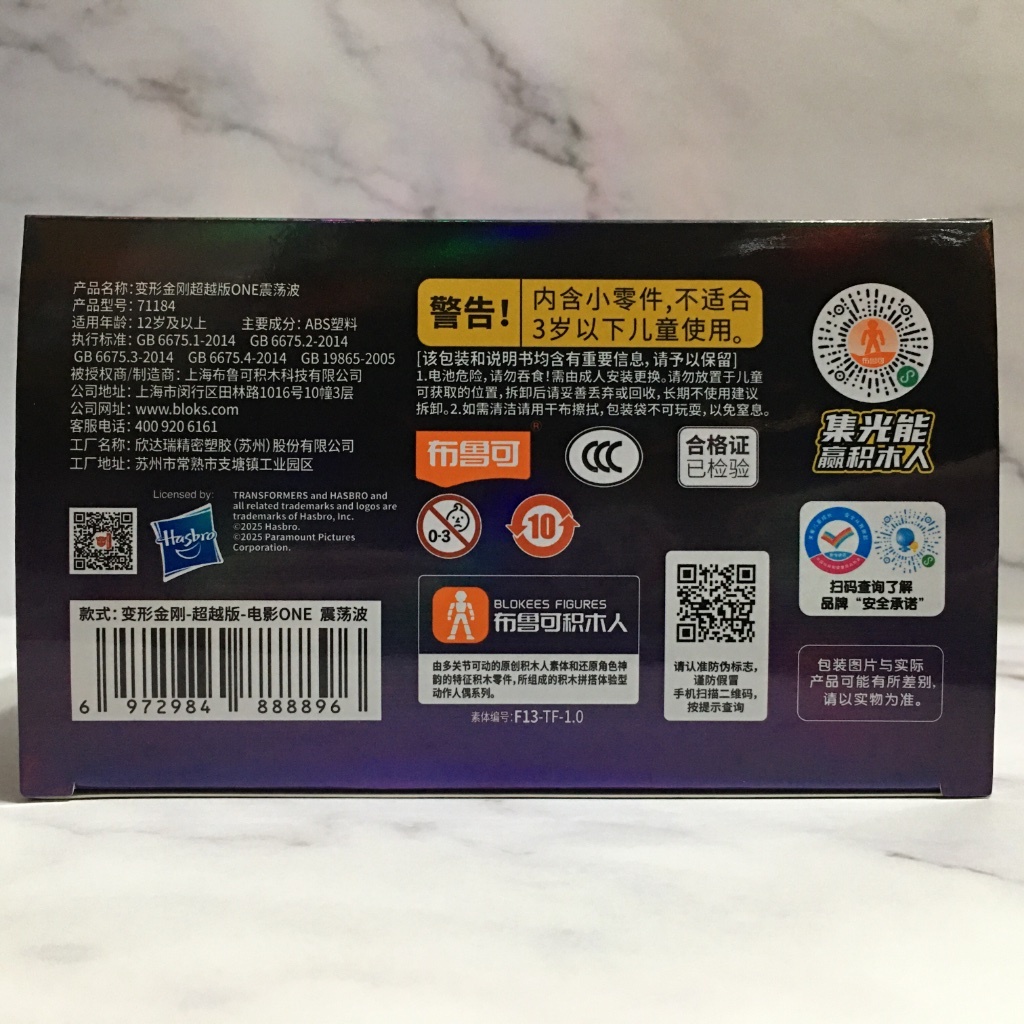 产品名称:变形金刚超越版ONE震荡波
产品型号: 71184
适用年龄: 12岁及以上 主要成分: ABS塑料
执行标准: GB 6675.1-2014 GB 6675.2-2014
GB 6675.3-2014 GB 6675.4-2014 GB 19865-2005
被授权商/制造商: 上海布鲁可积木科技有限公司
公司地址: 上海市闵行区田林路1016号10幢3层
公司网址: www.bloks.com
客服电话: 400 920 6161
工厂名称: 欣达瑞精密塑胶(苏州)股份有限公司
工厂地址: 苏州市常熟市支塘镇工业园区
Licensed by:
Hasbro
TRANSFORMERS and HASBRO and
all related trademarks and logos are
trademarks of Hasbro, Inc.
©2025 Hasbro.
©2025 Paramount Pictures
Corporation.
款式: 变形金刚-超越版-电影ONE 震荡波
6 972984 888896
警告!
内含小零件,不适合
3岁以下儿童使用。
[该包装和说明书均含有重要信息,请予以保留]
1.电池危险,请勿吞食!需由成人安装更换。请勿放置于儿童
可获取的位置,拆卸后请妥善丢弃或回收,长期不使用建议
拆卸。2.如需清洁请用干布擦拭,包装袋不可玩耍,以免窒息。
布鲁可®
CCC
合格证
已检验
0-3
10
BLOKEES FIGURES
布鲁可积木人
由多关节可动的原创积木人素体和还原角色神
韵的特征积木零件,所组成的积木拼搭体验型
动作人偶系列。
素体编号: F13-TF-1.0
请认准防伪标志,
谨防假冒
手机扫描二维码,
按提示查询
布鲁可
集光能
赢积木人
扫码查询了解
品牌“安全承诺”
包装图片与实际
产品可能有所差别,
请以实物为准。